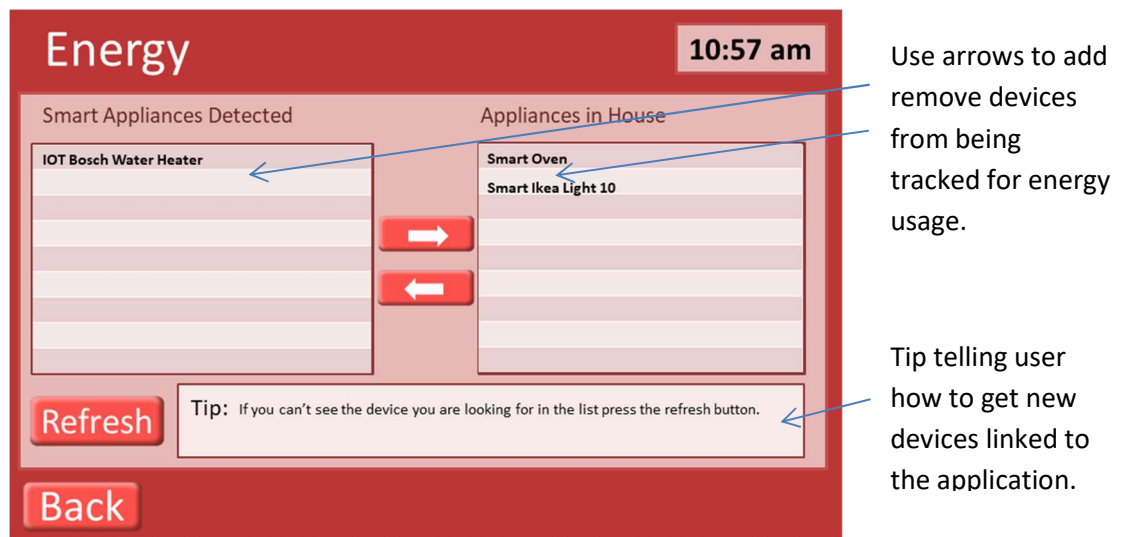 Energy
10:57 am
Smart Appliances Detected
Appliances in House
IOT Bosch Water Heater
Smart Oven
Smart Ikea Light 10
Refresh
Tip: If you can't see the device you are looking for in the list press the refresh button.
Back
Use arrows to add
remove devices
from being
tracked for energy
usage.
Tip telling user
how to get new
devices linked to
the application.